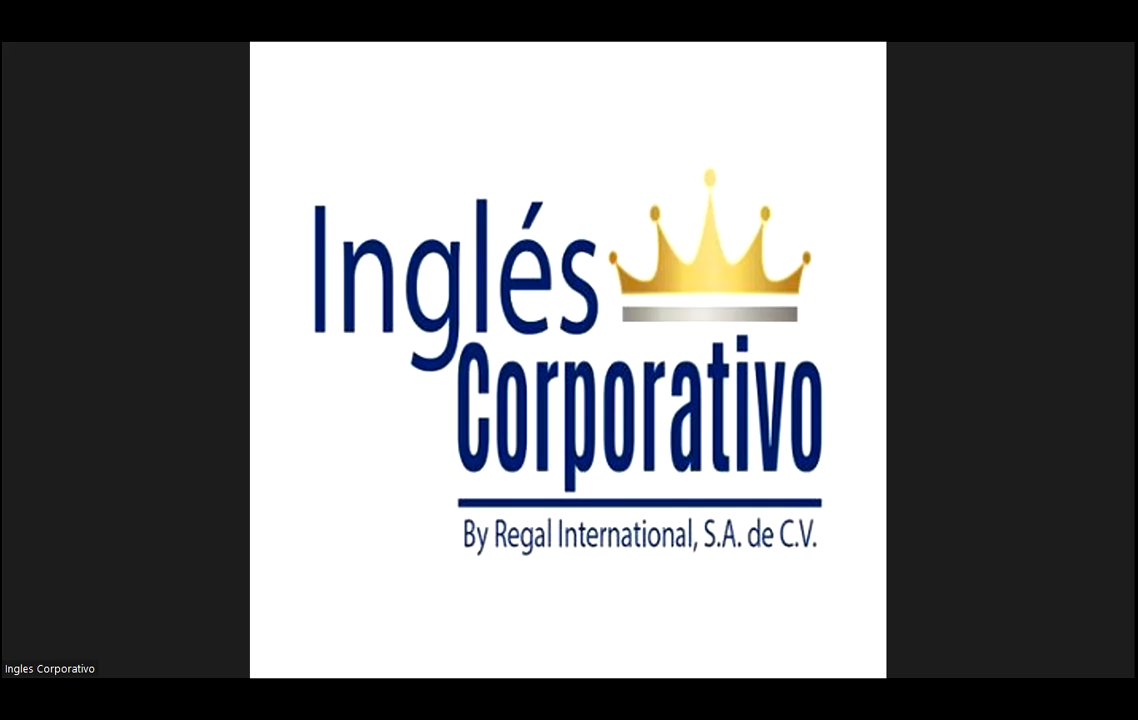 Inglés
Corporativo
By Regal International, S.A. de C.V.
Ingles Corporativo